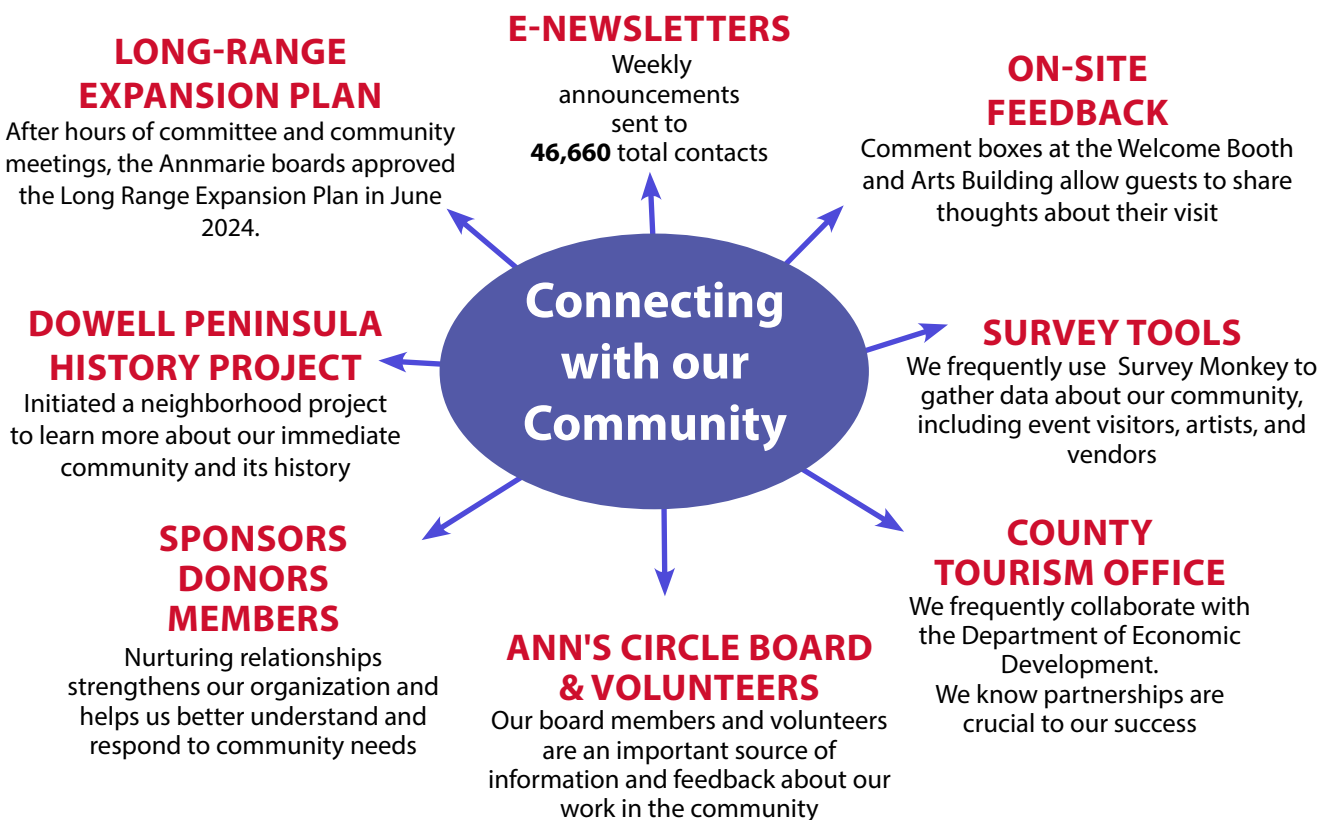 LONG-RANGE
EXPANSION PLAN
After hours of committee and community
meetings, the Annmarie boards approved
the Long Range Expansion Plan in June
2024.
E-NEWSLETTERS
Weekly
announcements
sent to
46,660 total contacts
ON-SITE
FEEDBACK
Comment boxes at the Welcome Booth
and Arts Building allow guests to share
thoughts about their visit
Connecting
with our
Community
DOWELL PENINSULA
HISTORY PROJECT
Initiated a neighborhood project
to learn more about our immediate
community and its history
SURVEY TOOLS
We frequently use Survey Monkey to
gather data about our community,
including event visitors, artists, and
vendors
SPONSORS
DONORS
MEMBERS
Nurturing relationships
strengthens our organization and
helps us better understand and
respond to community needs
ANN'S CIRCLE BOARD
& VOLUNTEERS
Our board members and volunteers
are an important source of
information and feedback about our
work in the community
COUNTY
TOURISM OFFICE
We frequently collaborate with
the Department of Economic
Development.
We know partnerships are
crucial to our success